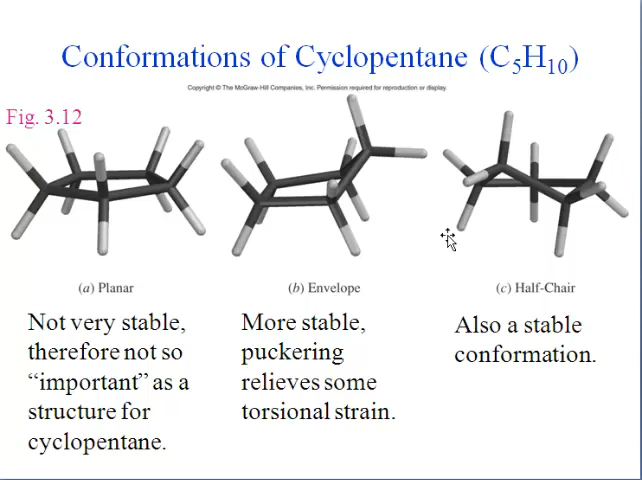 Conformations of Cyclopentane (C5H10)
Copyright © The McGraw-Hill Companies, Inc. Permission required for reproduction or display.
Fig. 3.12
(a) Planar
(b) Envelope
(c) Half-Chair
Not very stable,
therefore not so
“important” as a
structure for
cyclopentane.
More stable,
puckering
relieves some
torsional strain.
Also a stable
conformation.